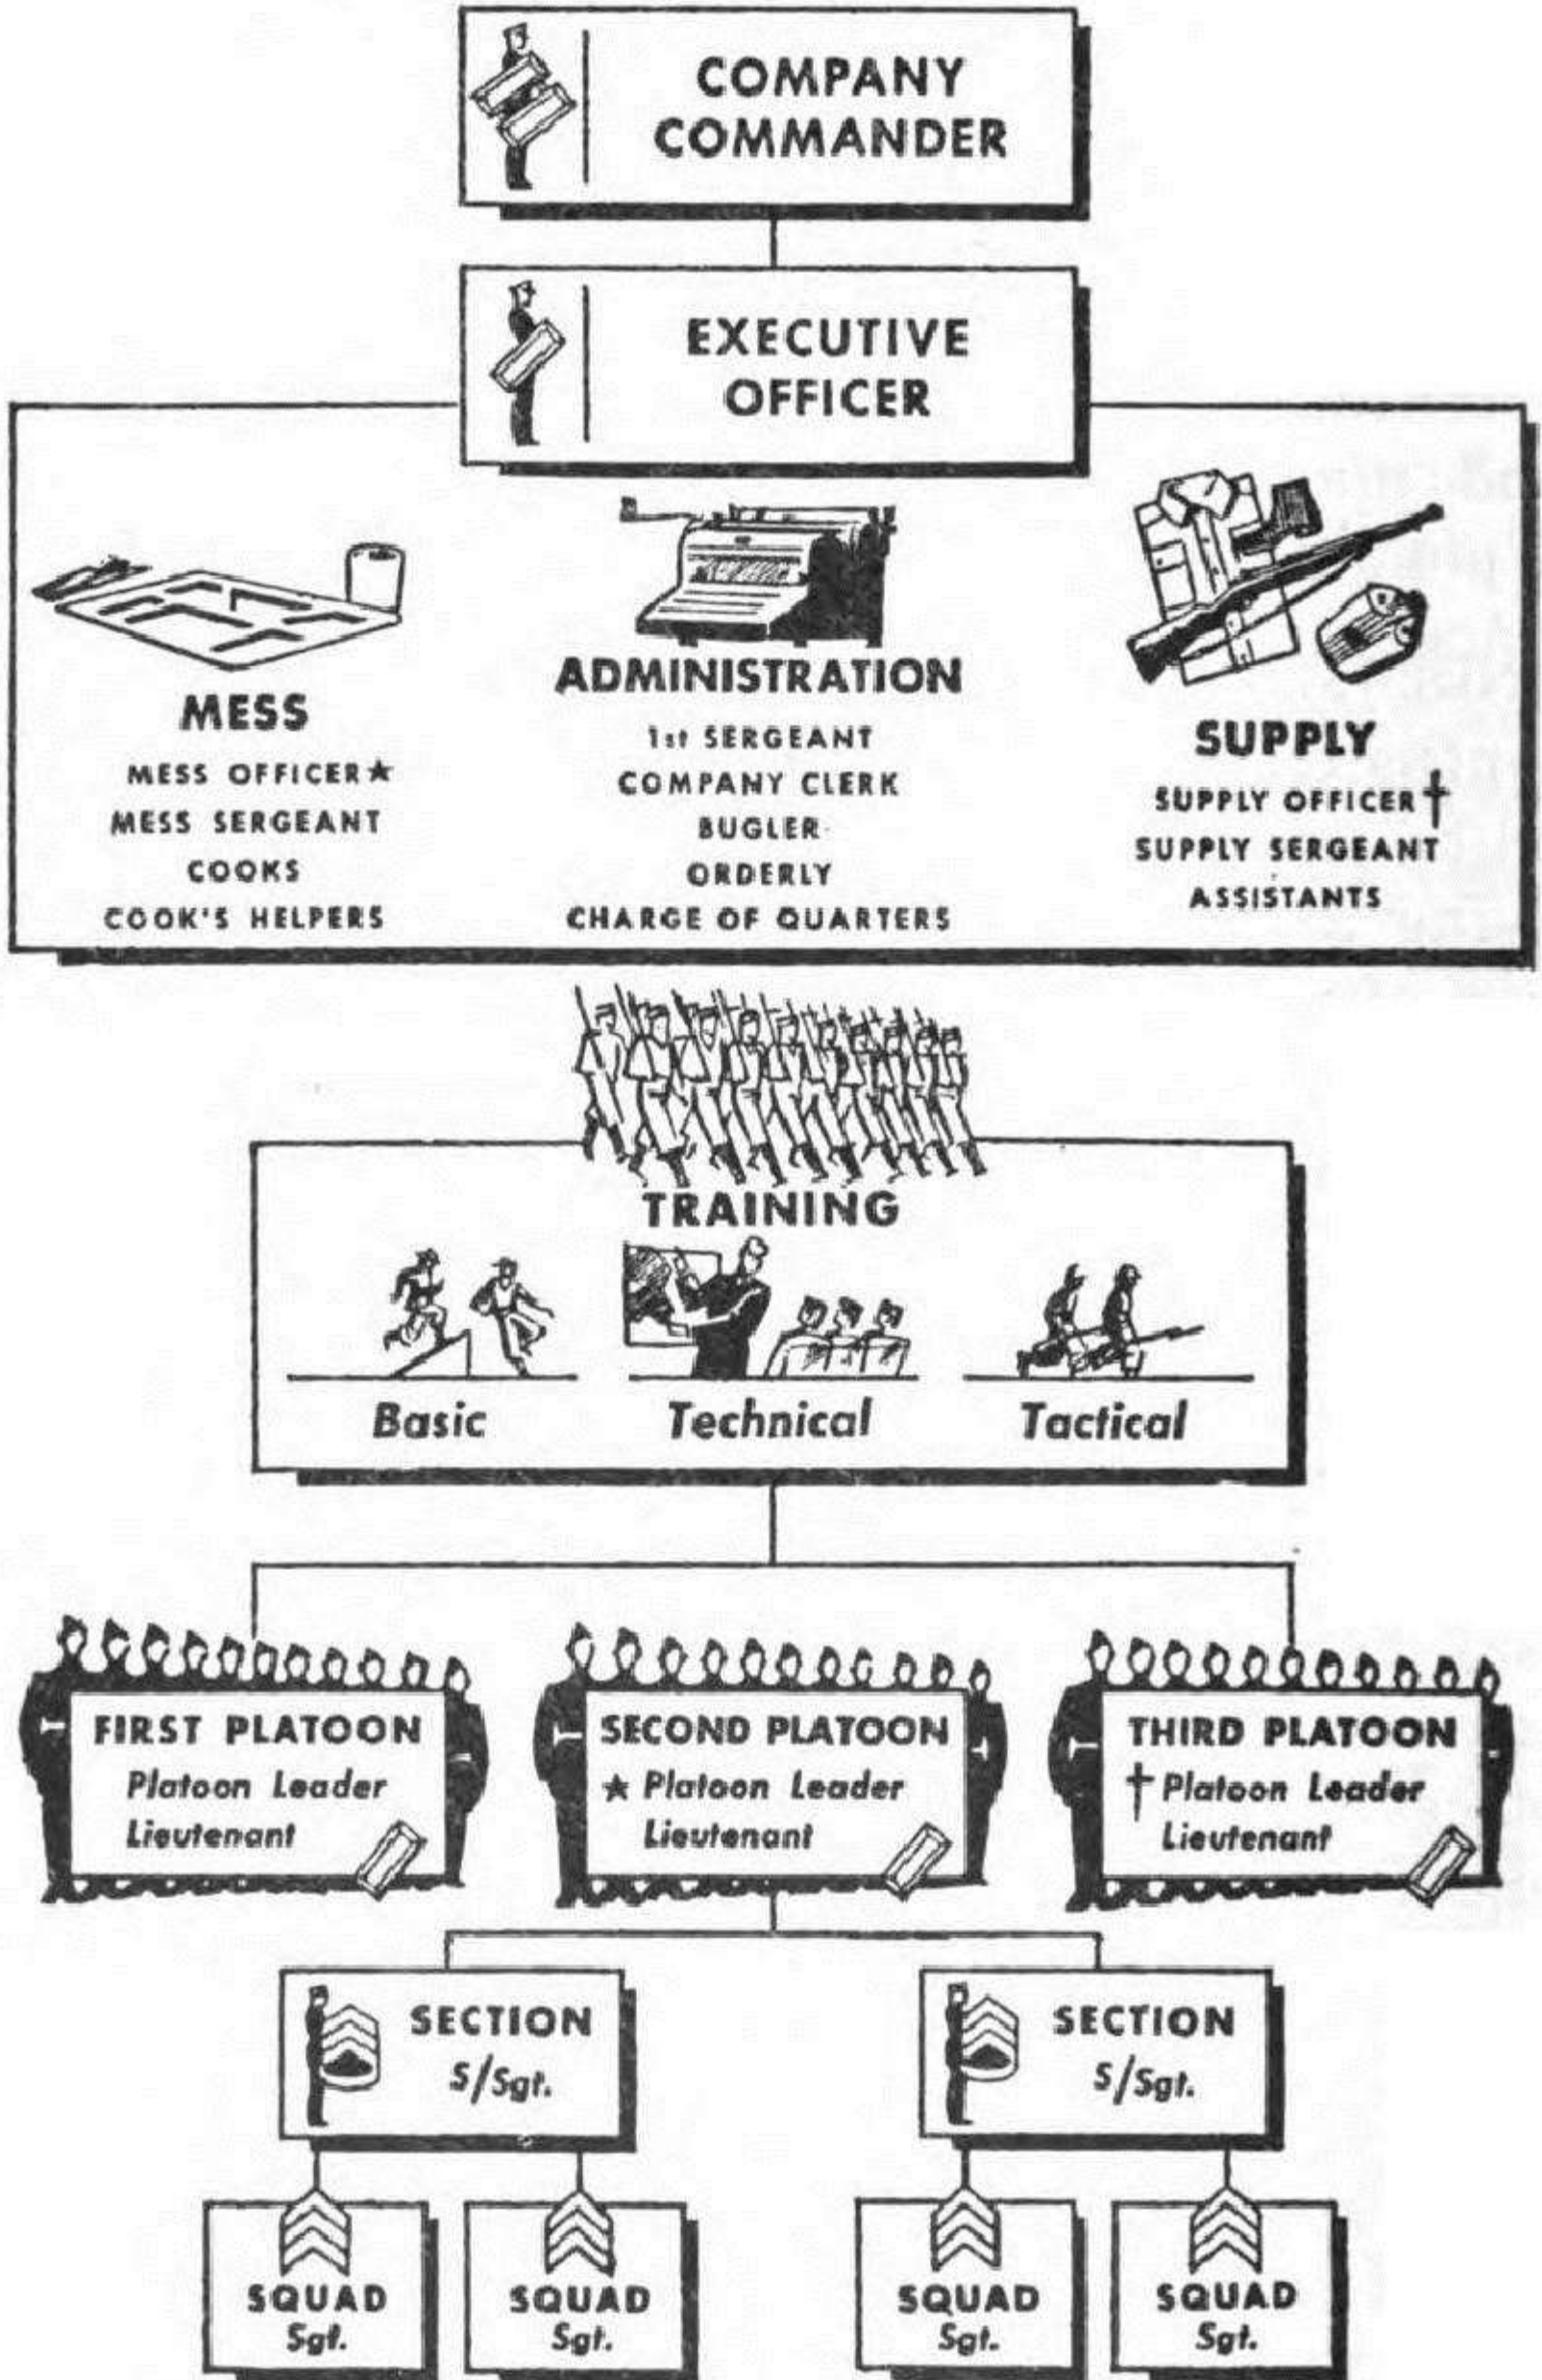 COMPANY
COMMANDER
EXECUTIVE
OFFICER
MESS
MESS OFFICER★
MESS SERGEANT
COOKS
COOK'S HELPERS
ADMINISTRATION
1st SERGEANT
COMPANY CLERK
BUGLER
ORDERLY
CHARGE OF QUARTERS
SUPPLY
SUPPLY OFFICER†
SUPPLY SERGEANT
ASSISTANTS
TRAINING
Basic
Technical
Tactical
FIRST PLATOON
Platoon Leader
Lieutenant
SECOND PLATOON
★ Platoon Leader
Lieutenant
THIRD PLATOON
† Platoon Leader
Lieutenant
SECTION
S/Sgt.
SECTION
S/Sgt.
SQUAD
Sgt.
SQUAD
Sgt.
SQUAD
Sgt.
SQUAD
Sgt.